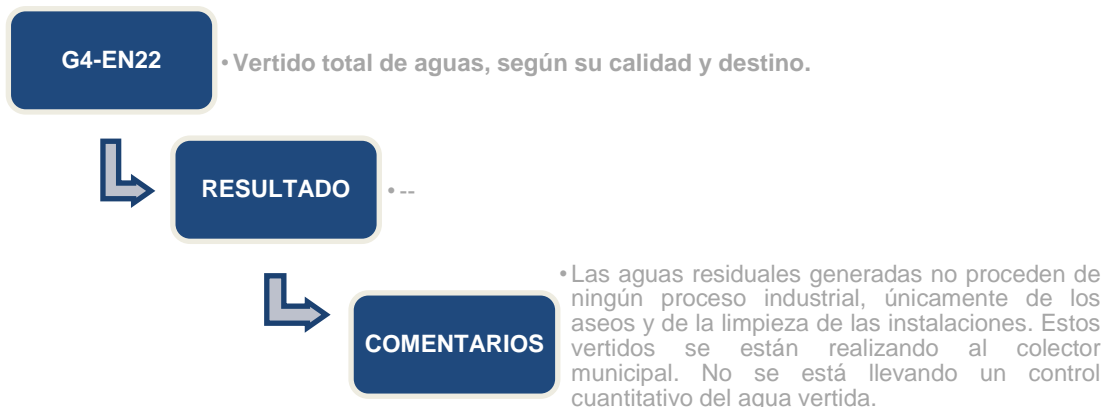 G4-EN22
• Vertido total de aguas, según su calidad y destino.
RESULTADO
• --
COMENTARIOS
• Las aguas residuales generadas no proceden de
ningún proceso industrial, únicamente de los
aseos y de la limpieza de las instalaciones. Estos
vertidos se están realizando al colector
municipal. No se está llevando un control
cuantitativo del agua vertida.